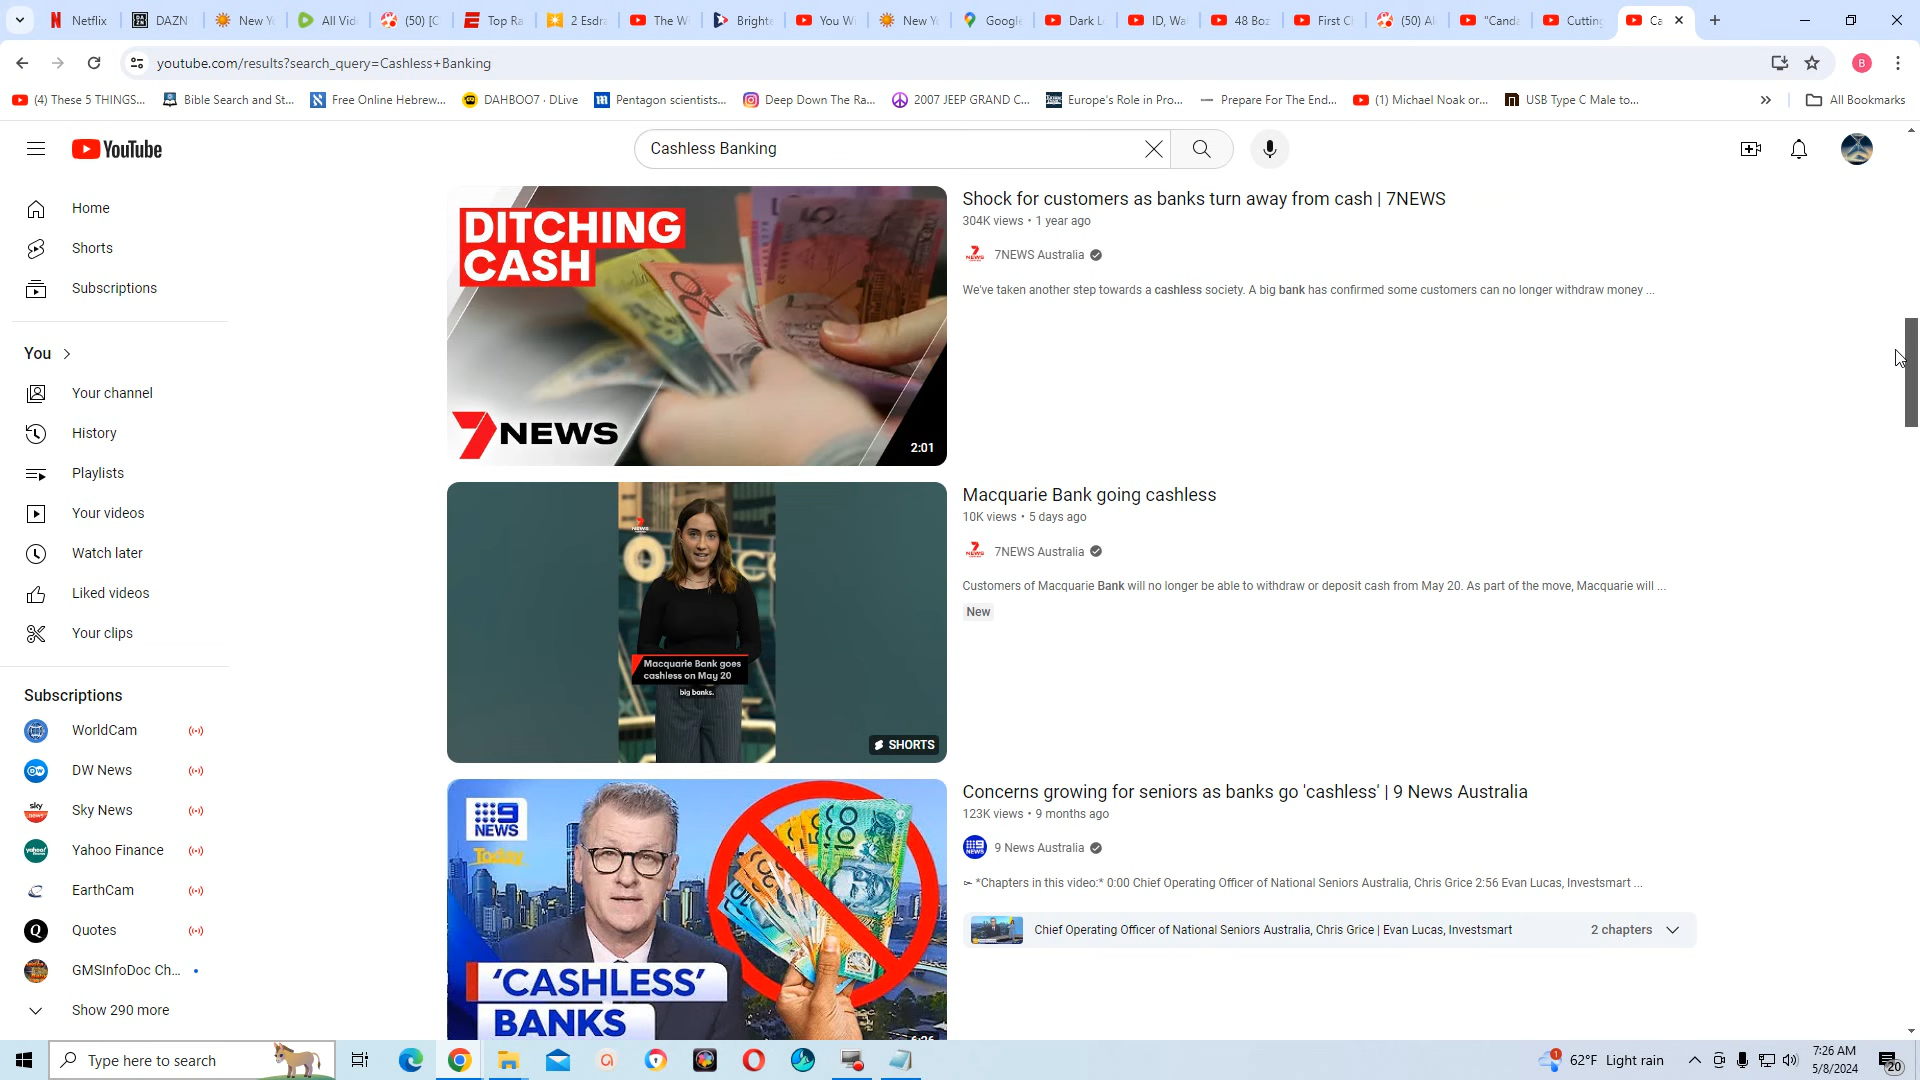 Netflix
DAZN
New Y
All Vid
(50) [C
Top Ra
2 Esdra
The W
Brighte
You Wi
New Y
Google
Dark L
ID, Wa
48 Boz
First C
(50) Al
"Canda
Cutting
Ca
youtube.com/results?search_query=Cashless+Banking
B
(4) These 5 THINGS...
Bible Search and St...
Free Online Hebrew...
DAHBOO7 · DLive
Pentagon scientists...
Deep Down The Ra...
2007 JEEP GRAND C...
Europe's Role in Pro...
Prepare For The End...
(1) Michael Noak or...
USB Type C Male to...
»
All Bookmarks
YouTube
Cashless Banking
Home
Shorts
Subscriptions
You
Your channel
History
Playlists
Your videos
Watch later
Liked videos
Your clips
Subscriptions
WorldCam
DW News
Sky News
Yahoo Finance
EarthCam
Quotes
GMSInfoDoc Ch...
Show 290 more
DITCHING
CASH
7NEWS
2:01
Shock for customers as banks turn away from cash | 7NEWS
304K views • 1 year ago
7NEWS Australia
We've taken another step towards a cashless society. A big bank has confirmed some customers can no longer withdraw money ...
Macquarie Bank goes
cashless on May 20
big banks.
SHORTS
Macquarie Bank going cashless
10K views • 5 days ago
7NEWS Australia
Customers of Macquarie Bank will no longer be able to withdraw or deposit cash from May 20. As part of the move, Macquarie will ...
New
9
NEWS
Today
'CASHLESS'
BANKS
Concerns growing for seniors as banks go 'cashless' | 9 News Australia
123K views • 9 months ago
9 News Australia
► *Chapters in this video:* 0:00 Chief Operating Officer of National Seniors Australia, Chris Grice 2:56 Evan Lucas, Investsmart ...
Chief Operating Officer of National Seniors Australia, Chris Grice | Evan Lucas, Investsmart
2 chapters
Type here to search
1
62°F Light rain
7:26 AM
5/8/2024
20